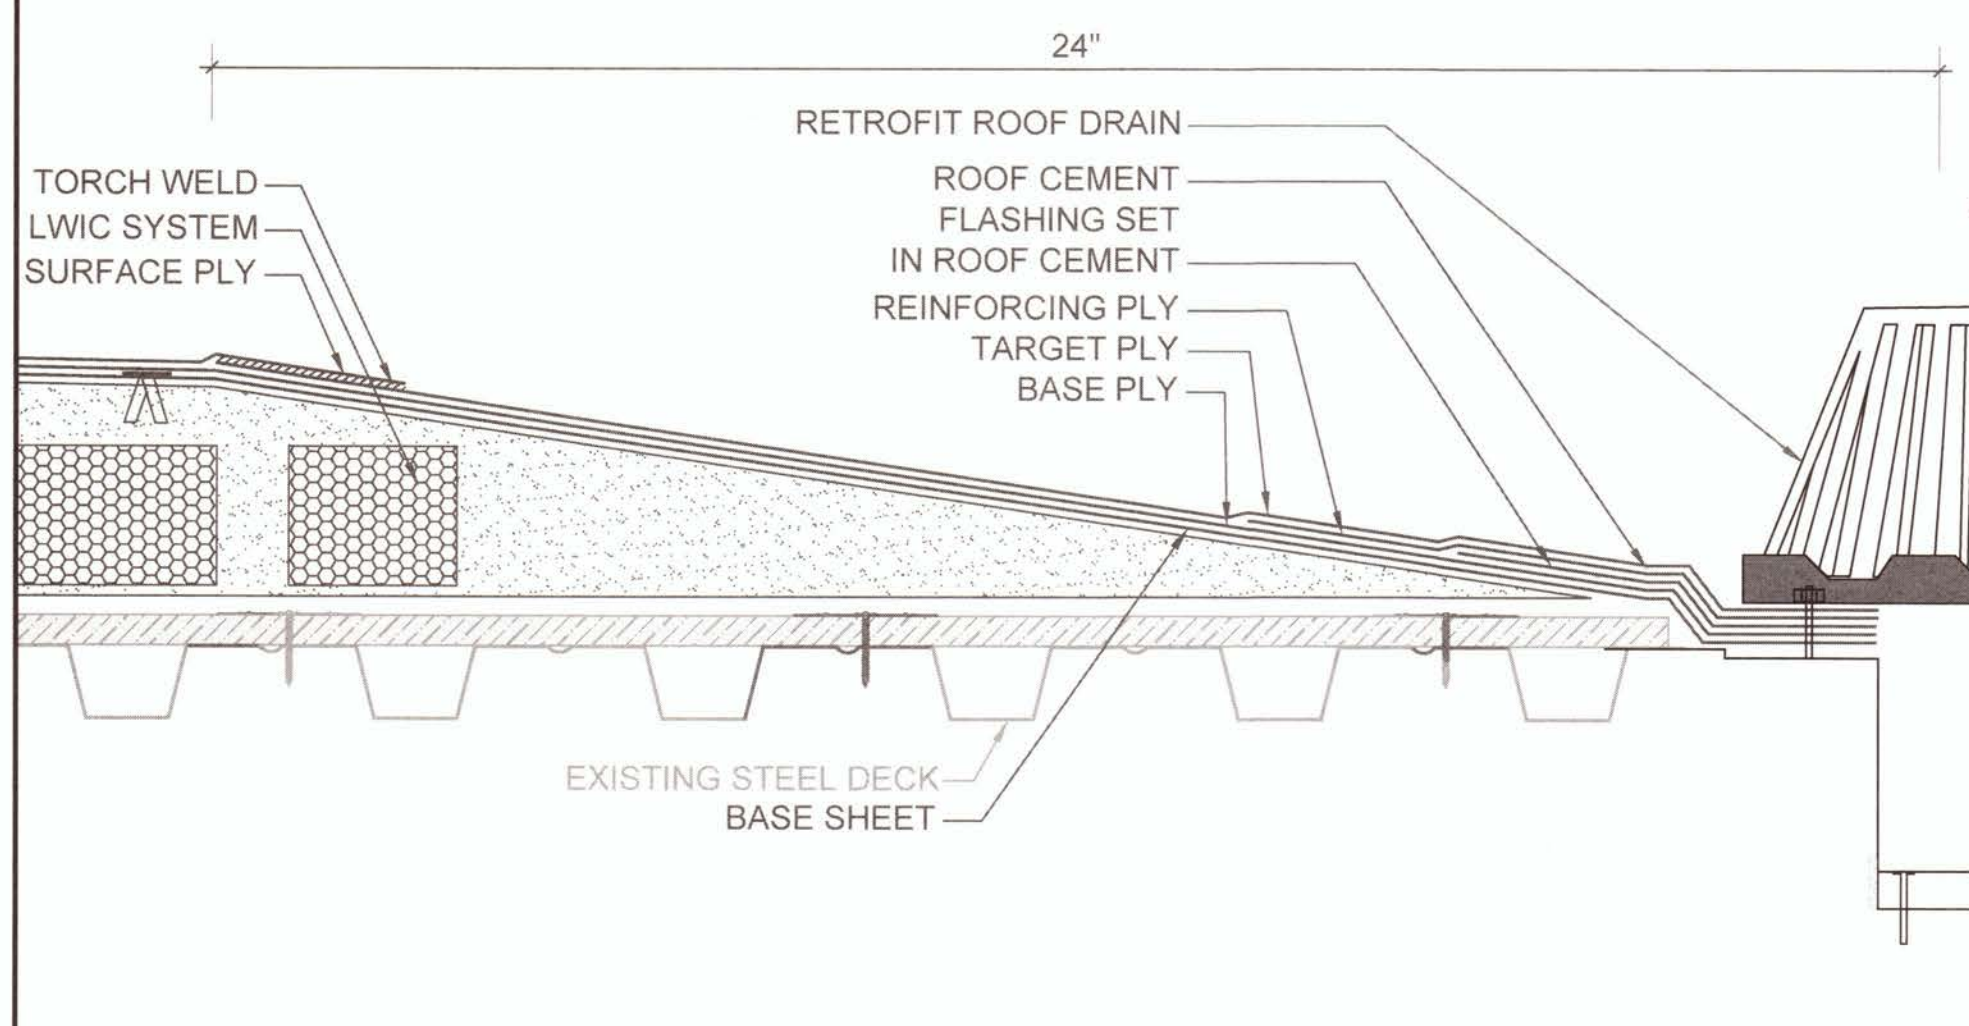 24"
RETROFIT ROOF DRAIN
TORCH WELD
LWIC SYSTEM
SURFACE PLY
ROOF CEMENT
FLASHING SET
IN ROOF CEMENT
REINFORCING PLY
TARGET PLY
BASE PLY
EXISTING STEEL DECK
BASE SHEET